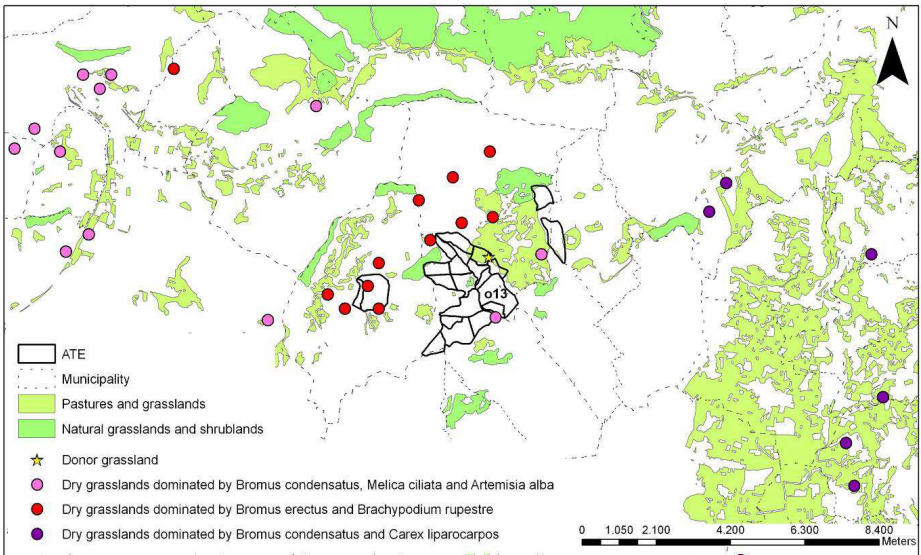 N
o13
ATE
Municipality
Pastures and grasslands
Natural grasslands and shrublands
Donor grassland
Dry grasslands dominated by Bromus condensatus, Melica ciliata and Artemisia alba
Dry grasslands dominated by Bromus erectus and Brachypodium rupestre
Dry grasslands dominated by Bromus condensatus and Carex liparocarpos
0 1.050 2.100 4.200 6.300 8.400
Meters